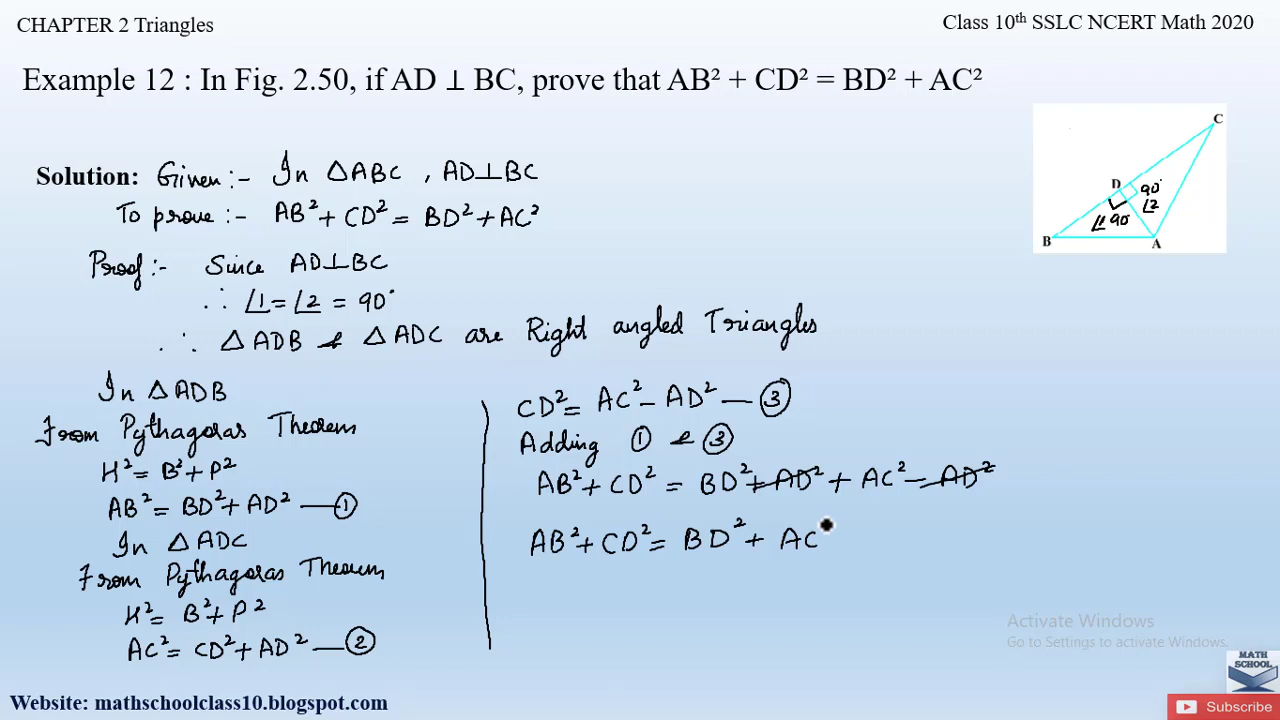 CHAPTER 2 Triangles
Class 10th SSLC NCERT Math 2020
Example 12 : In Fig. 2.50, if AD ⊥ BC, prove that AB² + CD² = BD² + AC²
C
D
90°
∠2
∠1 90
B
A
Solution: Given :- In △ABC , AD⊥BC
To prove :- AB² + CD² = BD² + AC²
Proof :- Since AD⊥BC
∴ ∠1 = ∠2 = 90°
∴ △ADB & △ADC are Right angled Triangles
In △ADB
From Pythagoras Theorem
H² = B² + P²
AB² = BD² + AD² — ①
In △ADC
From Pythagoras Theorem
H² = B² + P²
AC² = CD² + AD² — ②
CD² = AC² - AD² — ③
Adding ① & ③
AB² + CD² = BD² + AD² + AC² - AD²
AB² + CD² = BD² + AC
Activate Windows
Go to Settings to activate Windows.
MATH
SCHOOL
Website: mathschoolclass10.blogspot.com
Subscribe